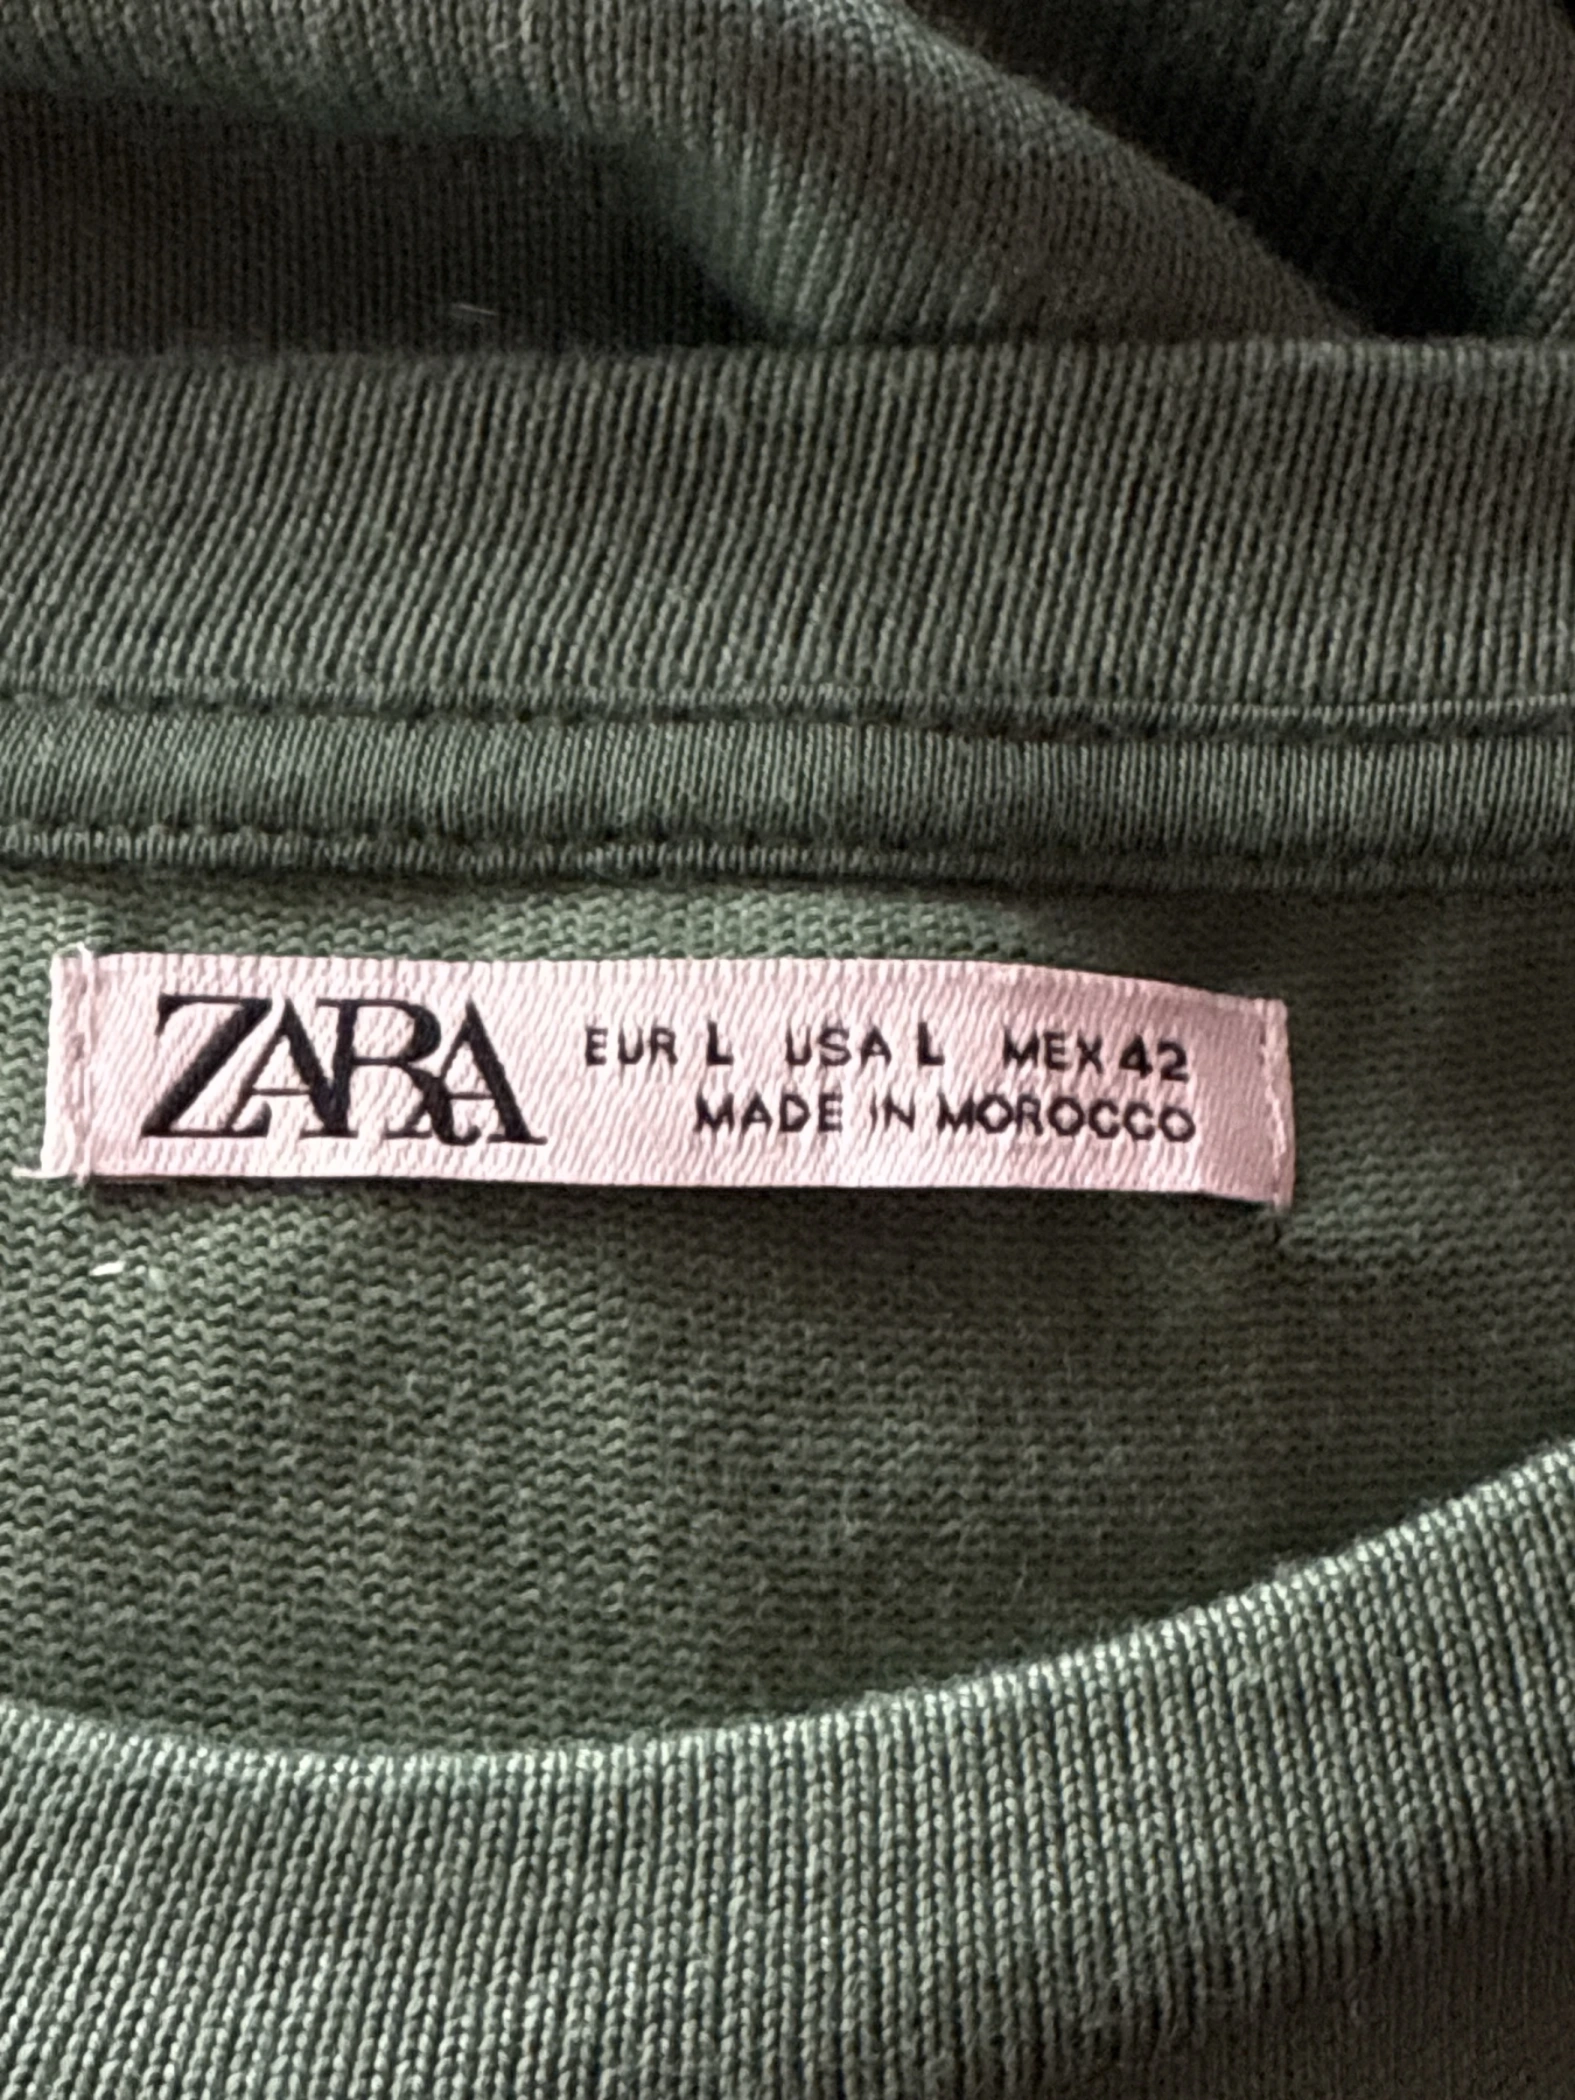 ZARA
EUR L USA L MEX 42
MADE IN MOROCCO